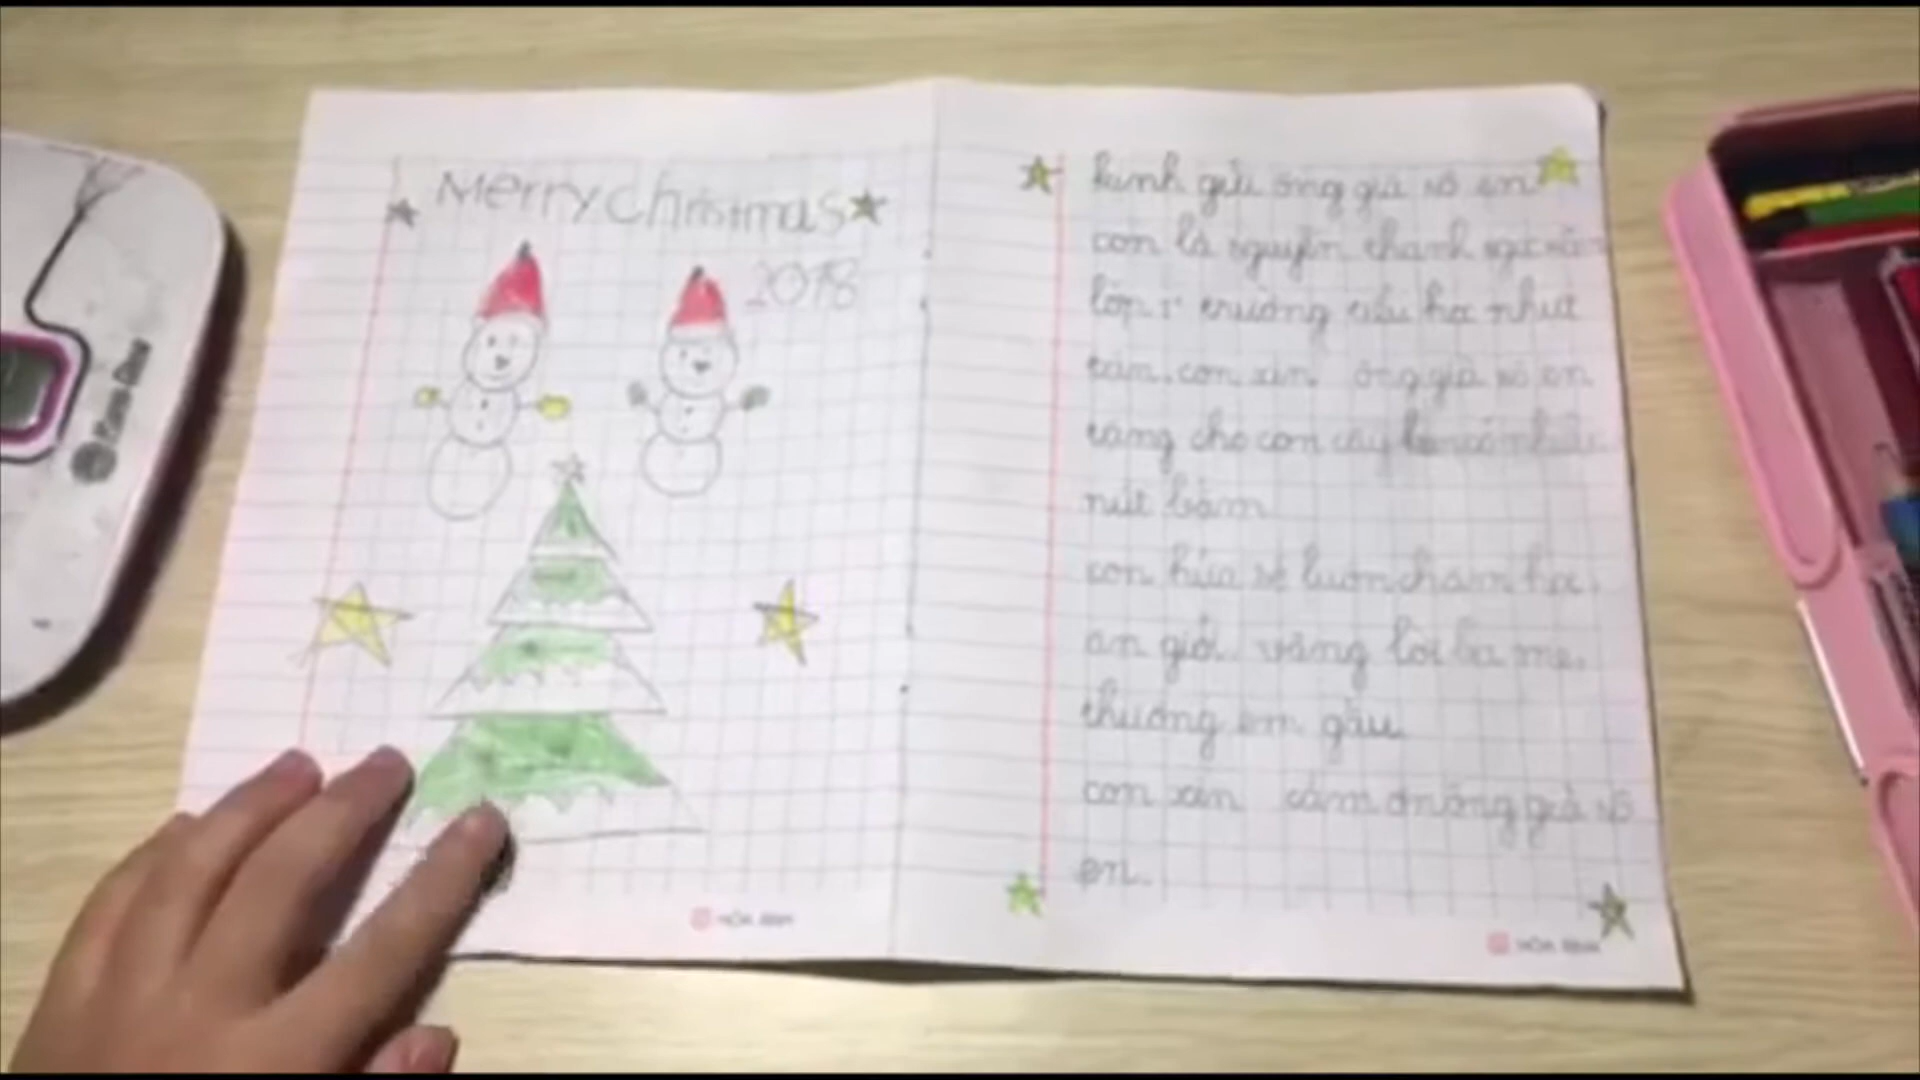 Merry christmas
2018
kính gửi ông già nô en
con là nguyễn thanh
lớp 1 trường tiểu học nhựt
tân. con xin ông già nô en
tặng cho con cây
nút bấm
con hứa sẽ luôn chăm học,
ăn giỏi vâng lời ba mẹ.
thương em gấu
con xin cảm ơn ông già nô
en.